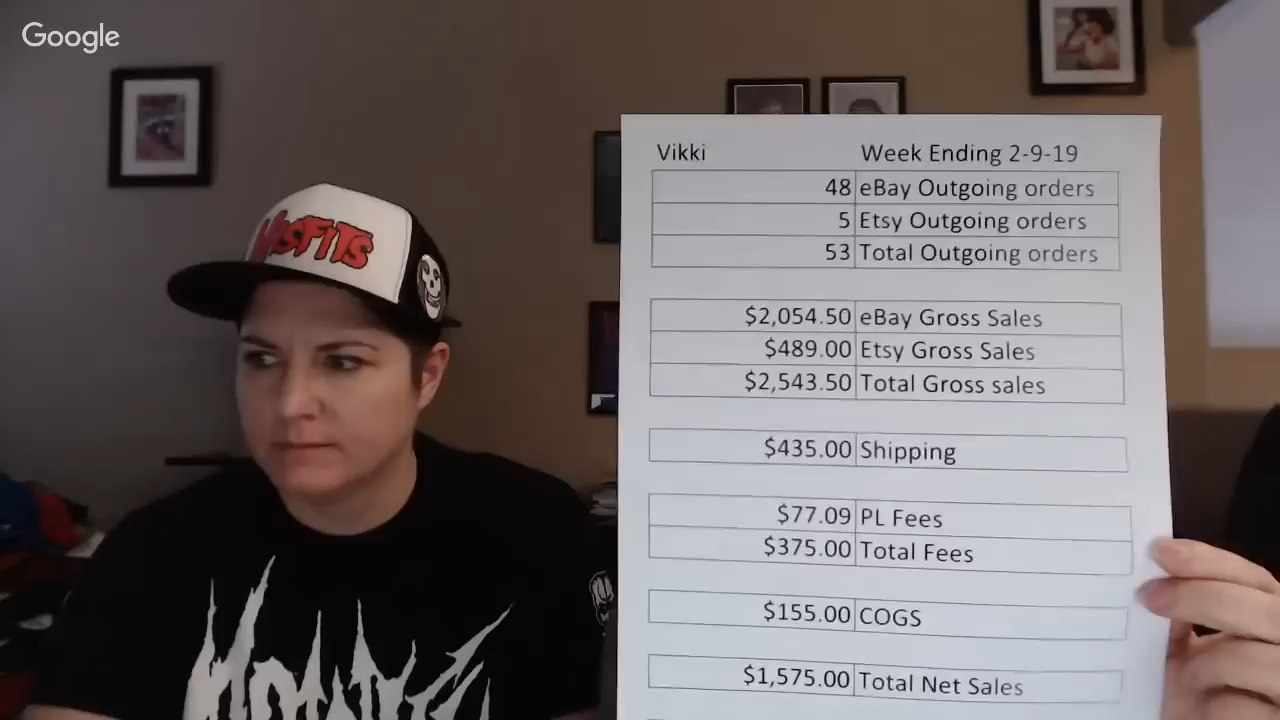 Google
MISFITS
Vikki Week Ending 2-9-19
48 eBay Outgoing orders
5 Etsy Outgoing orders
53 Total Outgoing orders
$2,054.50 eBay Gross Sales
$489.00 Etsy Gross Sales
$2,543.50 Total Gross sales
$435.00 Shipping
$77.09 PL Fees
$375.00 Total Fees
$155.00 COGS
$1,575.00 Total Net Sales